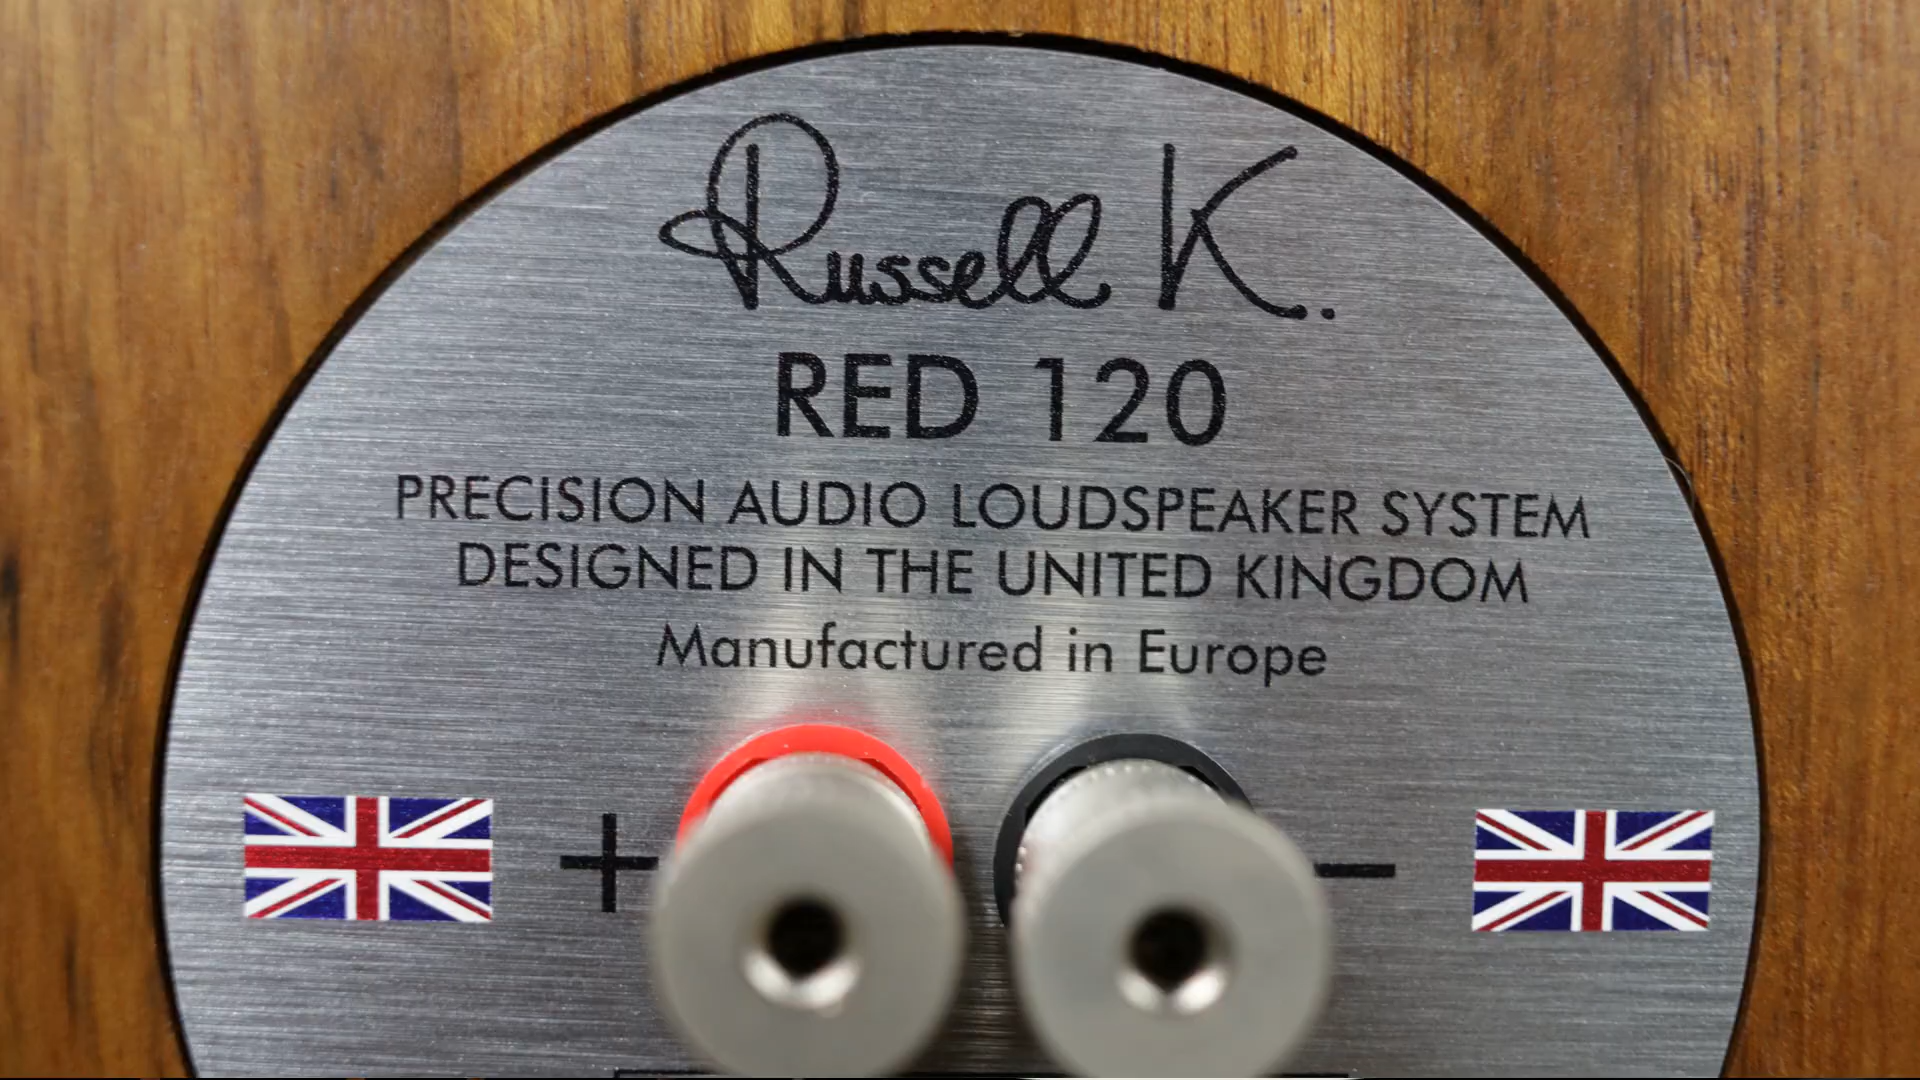 Russell K.
RED 120
PRECISION AUDIO LOUDSPEAKER SYSTEM
DESIGNED IN THE UNITED KINGDOM
Manufactured in Europe
+ −